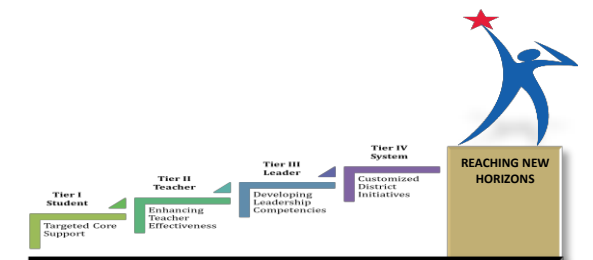 Tier I
Student
Targeted Core
Support
Tier II
Teacher
Enhancing
Teacher
Effectiveness
Tier III
Leader
Developing
Leadership
Competencies
Tier IV
System
Customized
District
Initiatives
REACHING NEW
HORIZONS